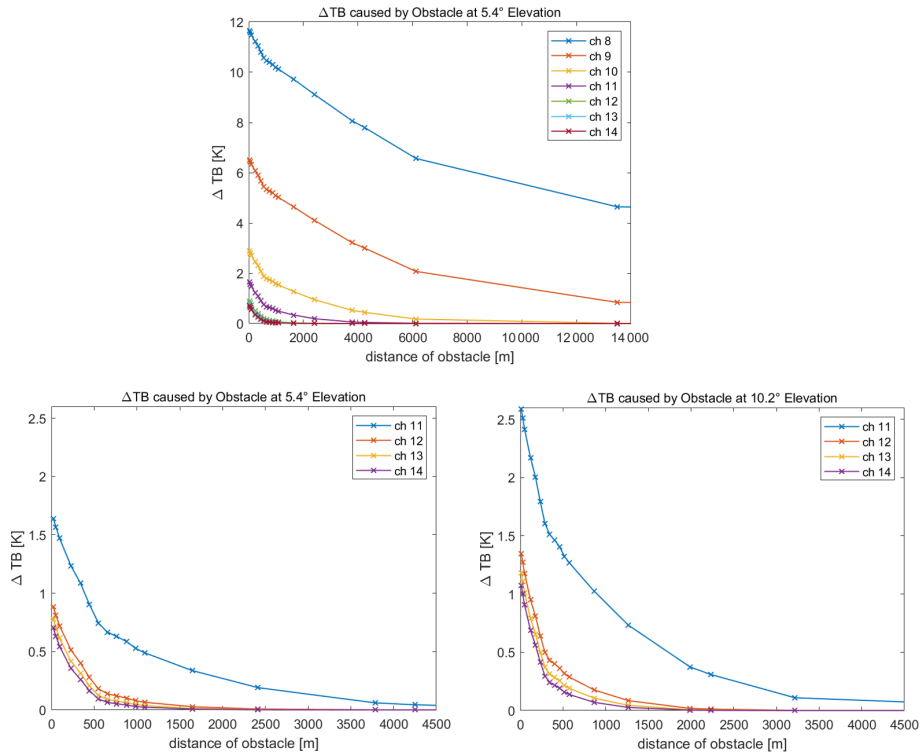 ΔTB caused by Obstacle at 5.4° Elevation
12
10
8
6
4
2
0
Δ TB [K]
ch 8
ch 9
ch 10
ch 11
ch 12
ch 13
ch 14
0 2000 4000 6000 8000 10000 12000 14000
distance of obstacle [m]
ΔTB caused by Obstacle at 5.4° Elevation
2.5
2
1.5
1
0.5
0
Δ TB [K]
ch 11
ch 12
ch 13
ch 14
0 500 1000 1500 2000 2500 3000 3500 4000 4500
distance of obstacle [m]
ΔTB caused by Obstacle at 10.2° Elevation
2.5
2
1.5
1
0.5
0
Δ TB [K]
ch 11
ch 12
ch 13
ch 14
0 500 1000 1500 2000 2500 3000 3500 4000 4500
distance of obstacle [m]